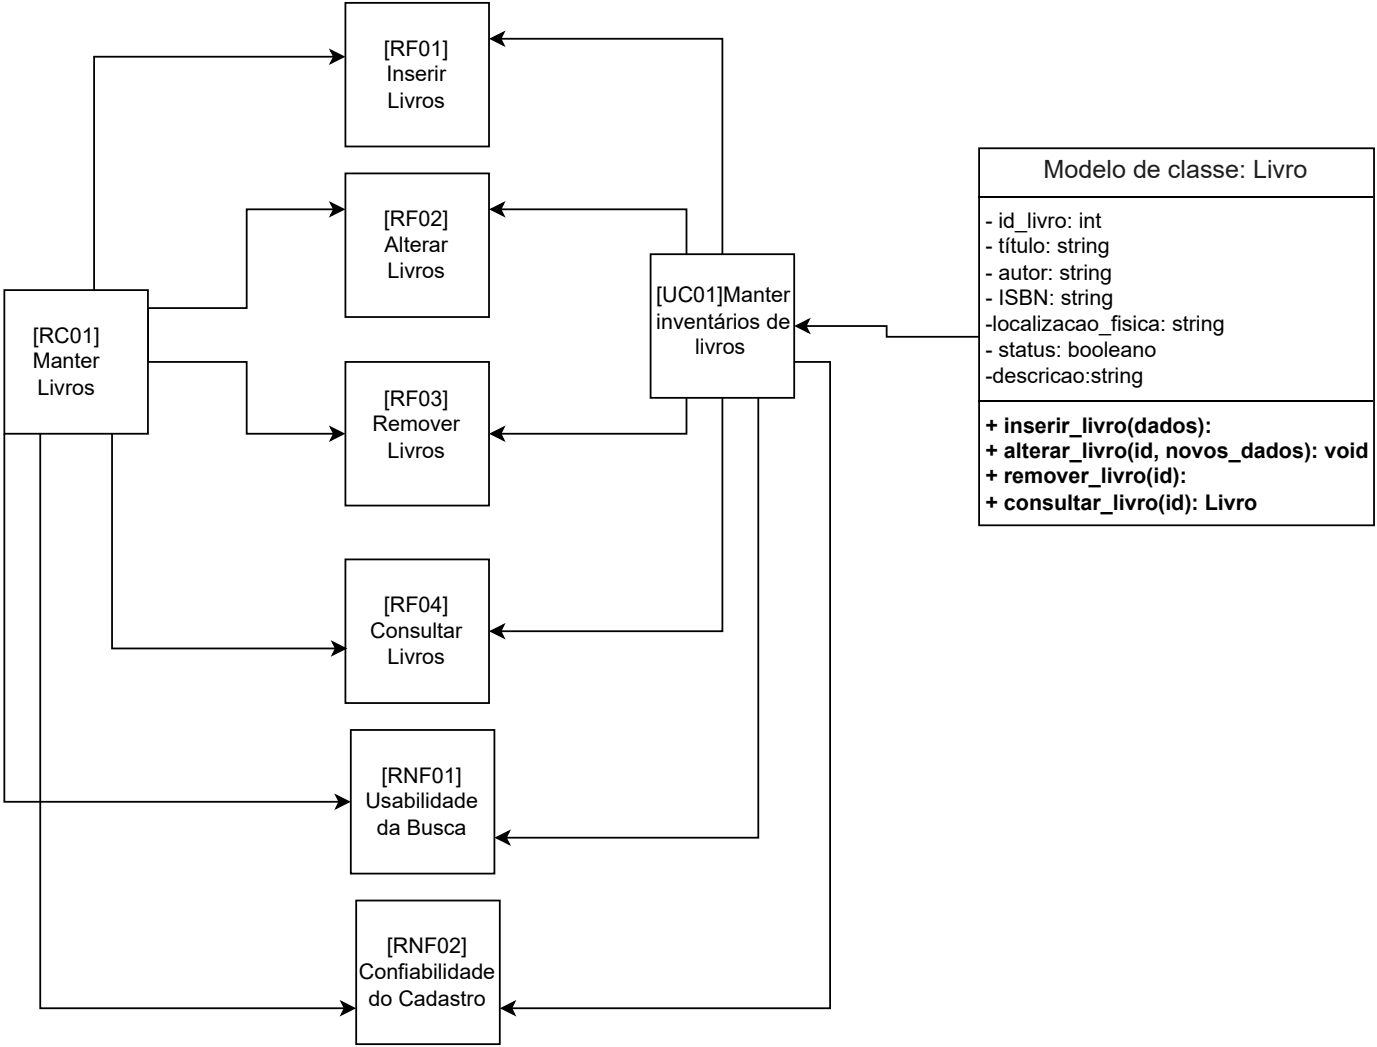 [RF01]
Inserir
Livros
[RF02]
Alterar
Livros
[RC01]
Manter
Livros
[RF03]
Remover
Livros
[RF04]
Consultar
Livros
[RNF01]
Usabilidade
da Busca
[RNF02]
Confiabilidade
do Cadastro
[UC01]Manter
inventários de
livros
Modelo de classe: Livro
- id_livro: int
- título: string
- autor: string
- ISBN: string
-localizacao_fisica: string
- status: booleano
-descricao:string
+ inserir_livro(dados):
+ alterar_livro(id, novos_dados): void
+ remover_livro(id):
+ consultar_livro(id): Livro